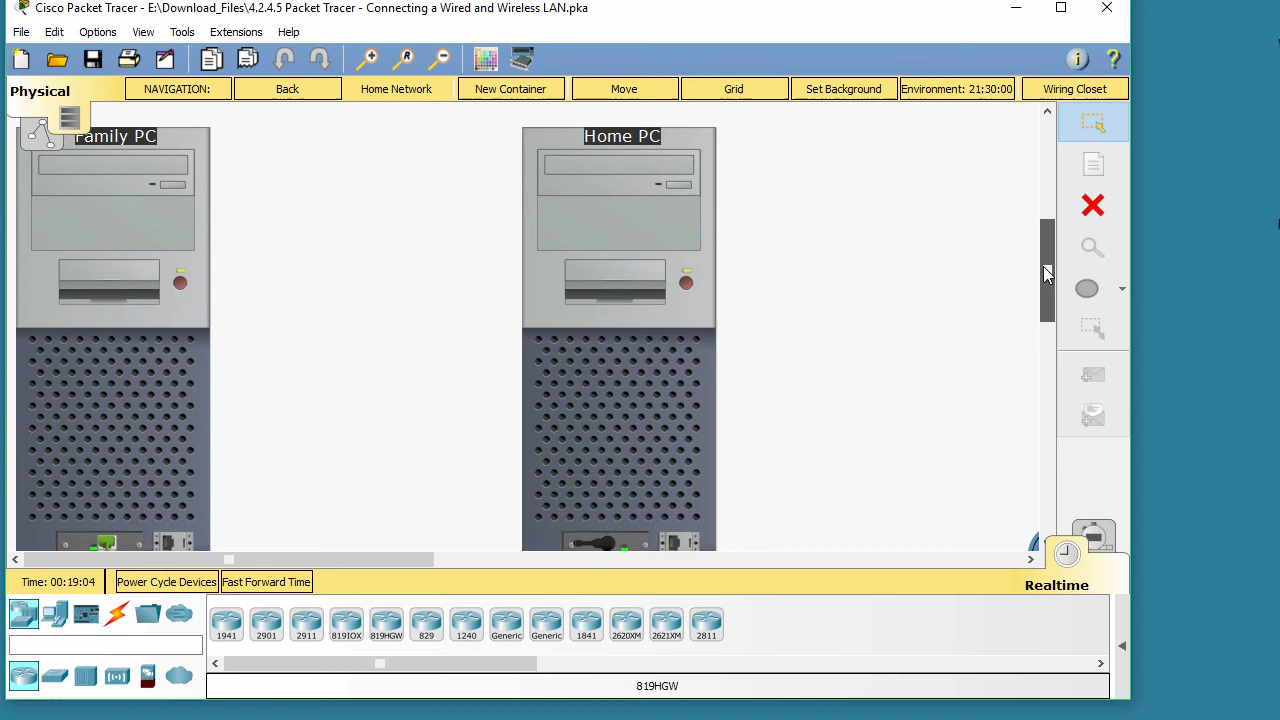 Cisco Packet Tracer - E:\Download_Files\4.2.4.5 Packet Tracer - Connecting a Wired and Wireless LAN.pka
File Edit Options View Tools Extensions Help
Physical NAVIGATION: Back Home Network New Container Move Grid Set Background Environment: 21:30:00 Wiring Closet
Family PC Home PC
Time: 00:19:04 Power Cycle Devices Fast Forward Time Realtime
1941 2901 2911 819IOX 819HGW 829 1240 Generic Generic 1841 2620XM 2621XM 2811
819HGW